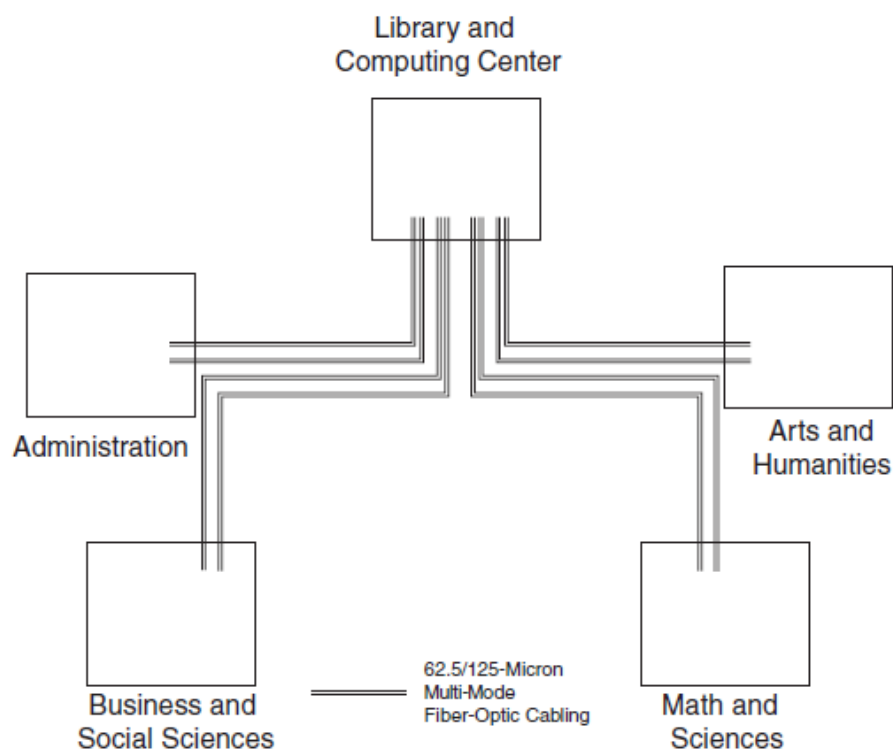 Library and
Computing Center
Administration
Arts and
Humanities
Business and
Social Sciences
62.5/125-Micron
Multi-Mode
Fiber-Optic Cabling
Math and
Sciences